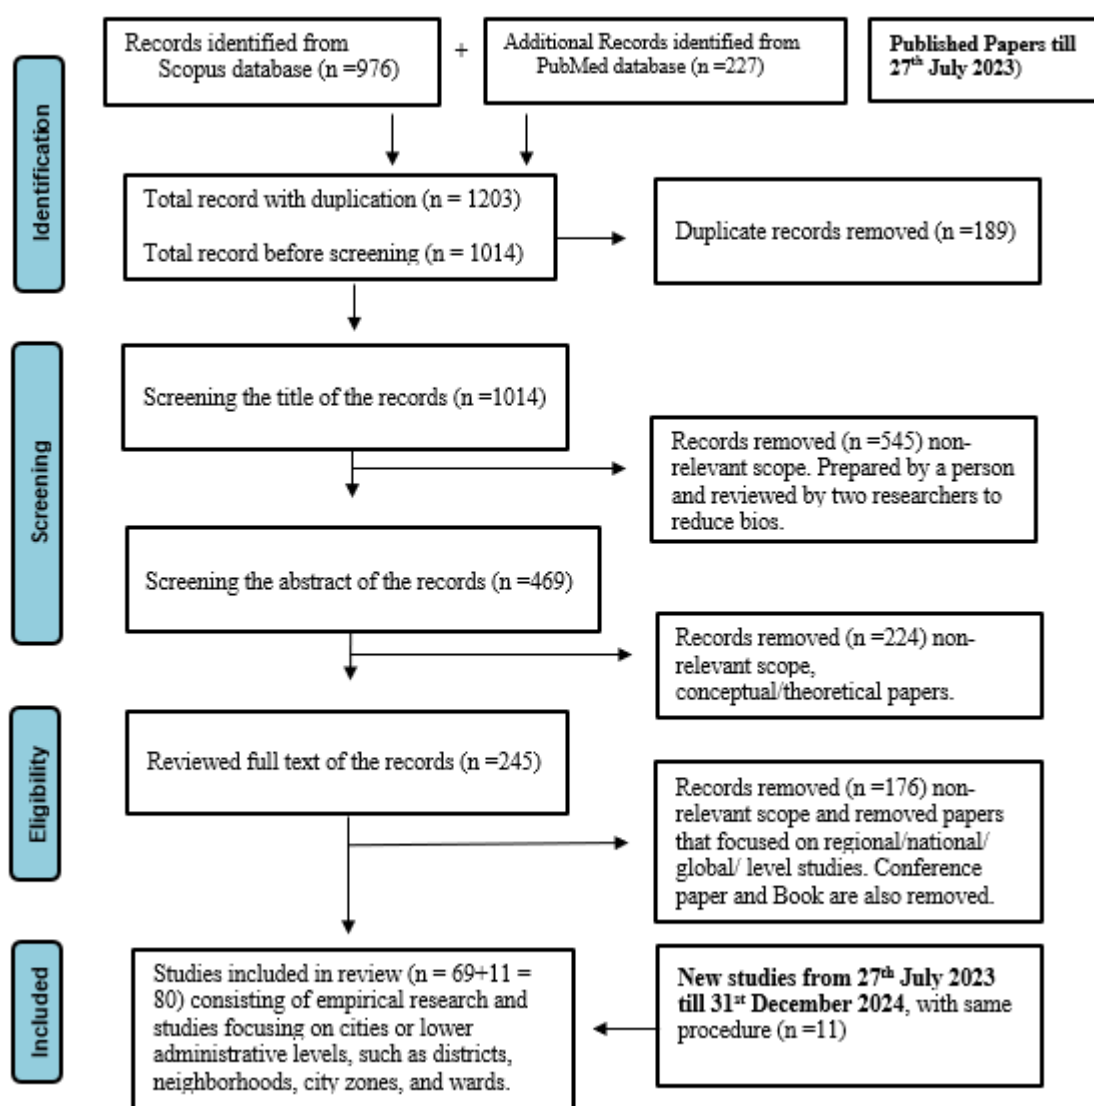 Records identified from
Scopus database (n =976)
+
Additional Records identified from
PubMed database (n =227)
Published Papers till
27th July 2023)
Identification
Total record with duplication (n = 1203)
Total record before screening (n = 1014)
Duplicate records removed (n =189)
Screening
Screening the title of the records (n =1014)
Records removed (n =545) non-
relevant scope. Prepared by a person
and reviewed by two researchers to
reduce bios.
Screening the abstract of the records (n =469)
Records removed (n =224) non-
relevant scope,
conceptual/theoretical papers.
Eligibility
Reviewed full text of the records (n =245)
Records removed (n =176) non-
relevant scope and removed papers
that focused on regional/national/
global/ level studies. Conference
paper and Book are also removed.
Included
Studies included in review (n = 69+11 =
80) consisting of empirical research and
studies focusing on cities or lower
administrative levels, such as districts,
neighborhoods, city zones, and wards.
New studies from 27th July 2023
till 31st December 2024, with same
procedure (n =11)